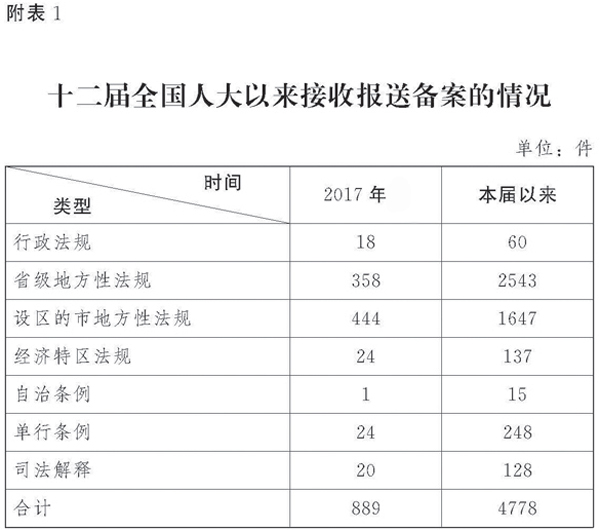 附表 1
十二届全国人大以来接收报送备案的情况
单位：件
时间
类型 2017 年 本届以来
行政法规 18 60
省级地方性法规 358 2543
设区的市地方性法规 444 1647
经济特区法规 24 137
自治条例 1 15
单行条例 24 248
司法解释 20 128
合计 889 4778